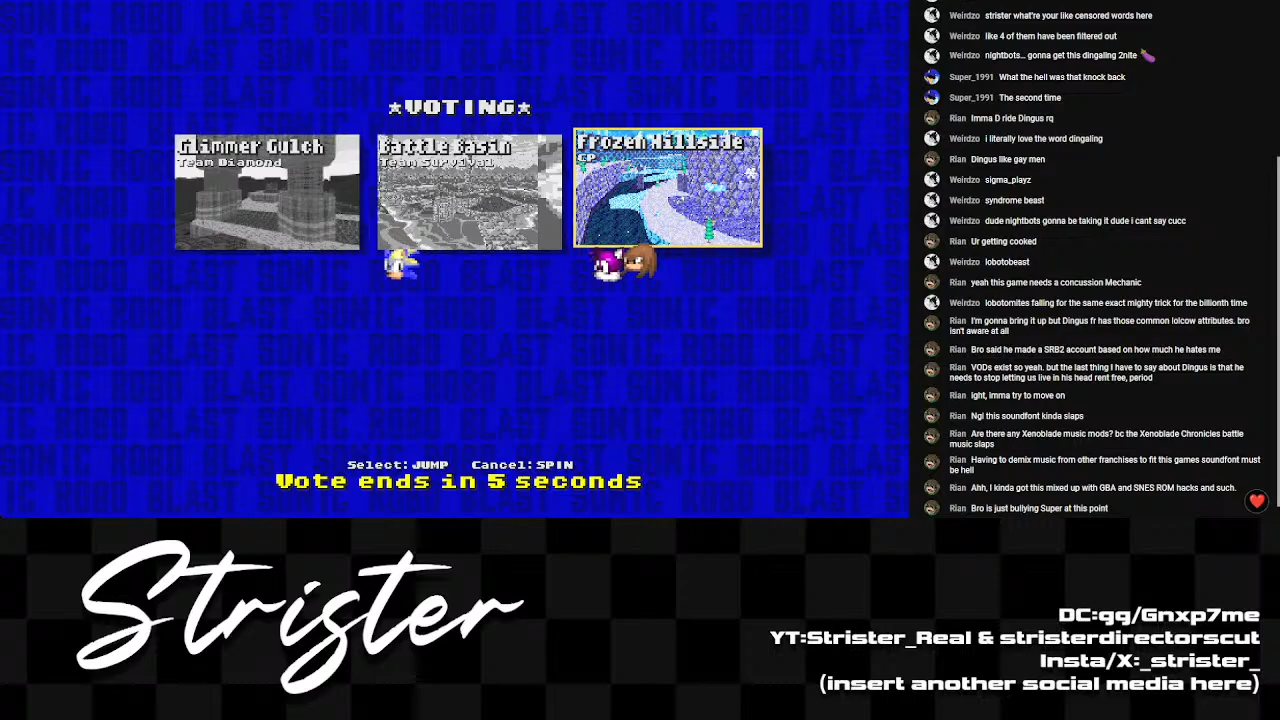 *VOTING*
Glimmer Gulch
Team Diamond
Battle Basin
Team Survival
Frozen Hillside
CP
Select:JUMP Cancel:SPIN
Vote ends in 5 seconds
Weirdzo strister what're your like censored words here
Weirdzo like 4 of them have been filtered out
Weirdzo nightbots... gonna get this dingaling 2nite 🍆
Super_1991 What the hell was that knock back
Super_1991 The second time
Rian Imma D ride Dingus rq
Weirdzo i literally love the word dingaling
Rian Dingus like gay men
Weirdzo sigma_playz
Weirdzo syndrome beast
Weirdzo dude nightbots gonna be taking it dude i cant say cucc
Rian Ur getting cooked
Weirdzo lobotobeast
Rian yeah this game needs a concussion Mechanic
Weirdzo lobotomites falling for the same exact mighty trick for the billionth time
Rian I'm gonna bring it up but Dingus fr has those common lolcow attributes. bro
isn't aware at all
Rian Bro said he made a SRB2 account based on how much he hates me
Rian VODs exist so yeah. but the last thing I have to say about Dingus is that he
needs to stop letting us live in his head rent free, period
Rian ight, imma try to move on
Rian Ngl this soundfont kinda slaps
Rian Are there any Xenoblade music mods? bc the Xenoblade Chronicles battle
music slaps
Rian Having to demix music from other franchises to fit this games soundfont must
be hell
Rian Ahh, I kinda got this mixed up with GBA and SNES ROM hacks and such.
Rian Bro is just bullying Super at this point
Strister
DC:gg/Gnxp7me
YT:Strister_Real & stristerdirectorscut
Insta/X:_strister_
(insert another social media here)